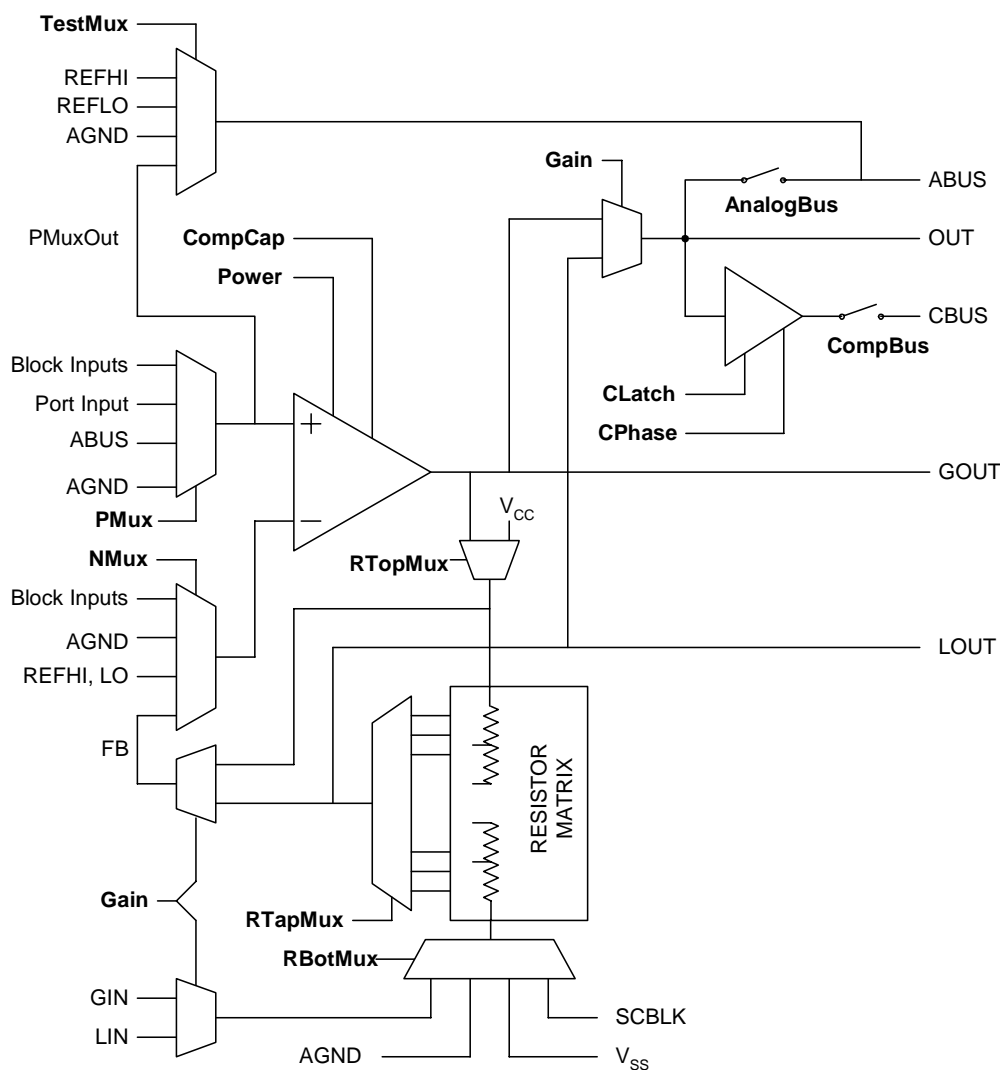 TestMux
REFHI
REFLO
AGND
PMuxOut
Gain
ABUS
AnalogBus
OUT
CompCap
Power
CBUS
CompBus
CLatch
CPhase
Block Inputs
Port Input
ABUS
AGND
PMux
+
−
GOUT
VCC
RTopMux
NMux
Block Inputs
AGND
REFHI, LO
FB
LOUT
RESISTOR
MATRIX
Gain
RTapMux
RBotMux
GIN
LIN
SCBLK
AGND
VSS